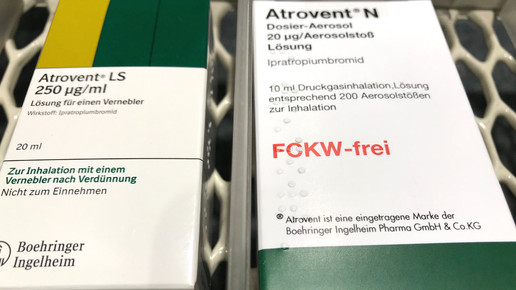 Atrovent® LS
250 µg/ml
Lösung für einen Vernebler
Wirkstoff: Ipratropiumbromid
20 ml
Zur Inhalation mit einem
Vernebler nach Verdünnung
Nicht zum Einnehmen
Boehringer
Ingelheim
Atrovent® N
Dosier-Aerosol
20 µg/Aerosolstoß
Lösung
Ipratropiumbromid
10 ml Druckgasinhalation, Lösung
entsprechend 200 Aerosolstößen
zur Inhalation
FCKW-frei
® Atrovent ist eine eingetragene Marke der
Boehringer Ingelheim Pharma GmbH & Co.KG